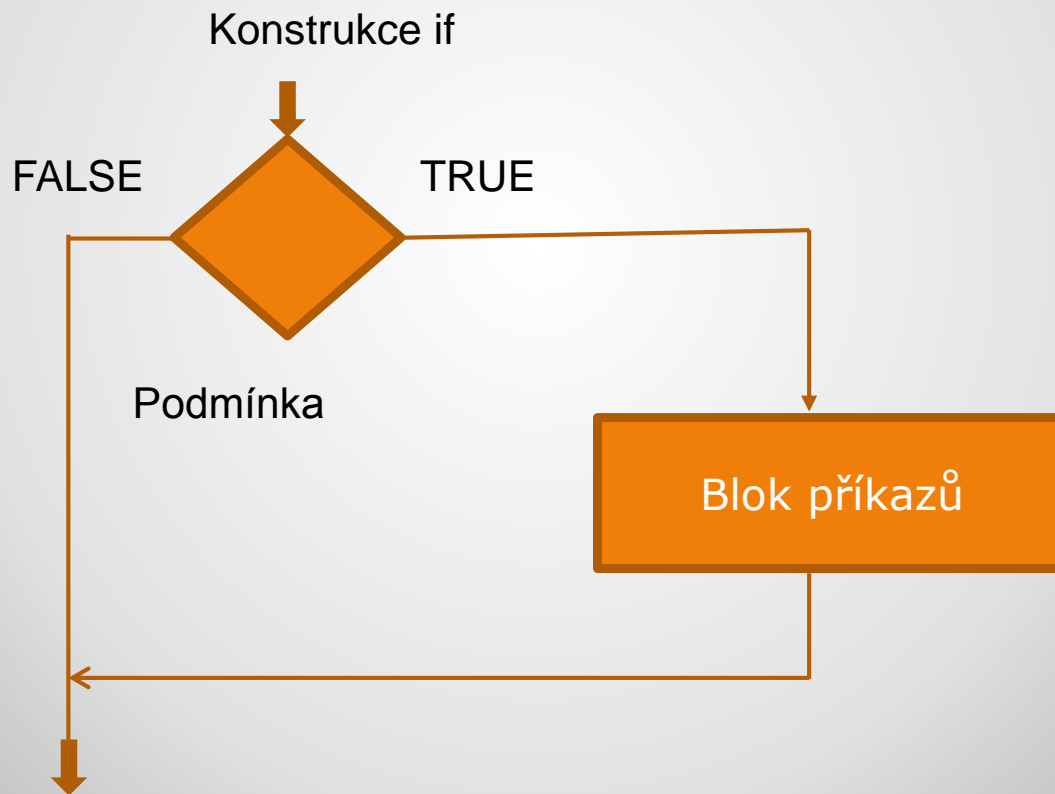 Konstrukce if
FALSE
TRUE
Podmínka
Blok příkazů